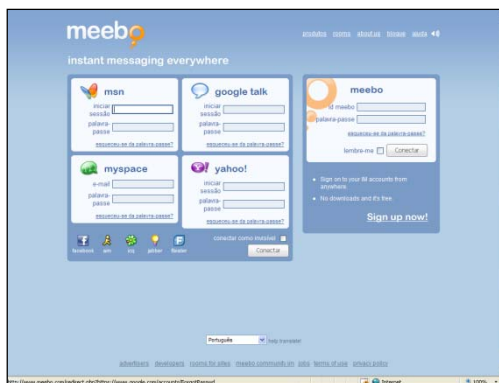 meebo
produtos rooms about us blogue ajuda
instant messaging everywhere
msn
iniciar
sessão
palavra-
passe
esqueceu-se da palavra-passe?
google talk
iniciar
sessão
palavra-
passe
esqueceu-se da palavra-passe?
myspace
e-mail
palavra-
passe
esqueceu-se da palavra-passe?
yahoo!
iniciar
sessão
palavra-
passe
esqueceu-se da palavra-passe?
facebook aim icq jabber flixster
conectar como invisível
Conectar
meebo
id meebo
palavra-passe
esqueceu-se da palavra-passe?
lembre-me Conectar
Sign on to your IM accounts from
anywhere.
No downloads and it's free.
Sign up now!
Português help translate!
advertisers developers rooms for sites meebo community im jobs terms of use privacy policy
Internet 100%